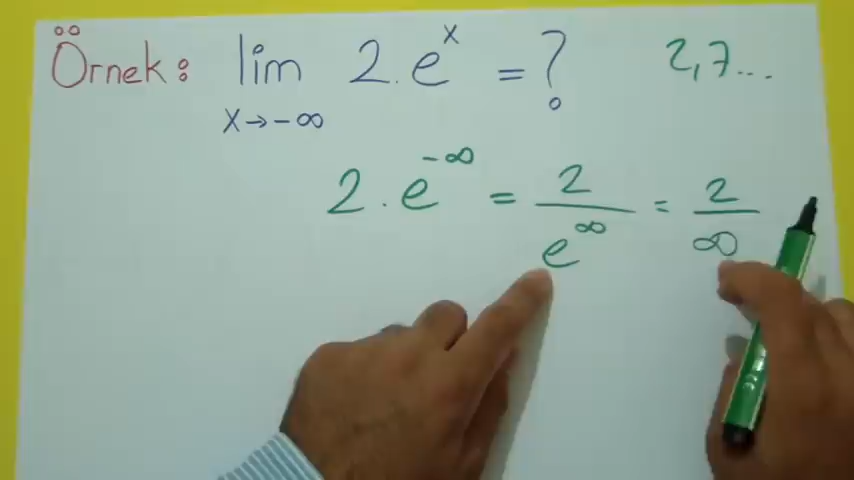 Örnek: lim 2.e^x = ? 2,7...
x→-∞
2.e^-∞ = 2/e^∞ = 2/∞